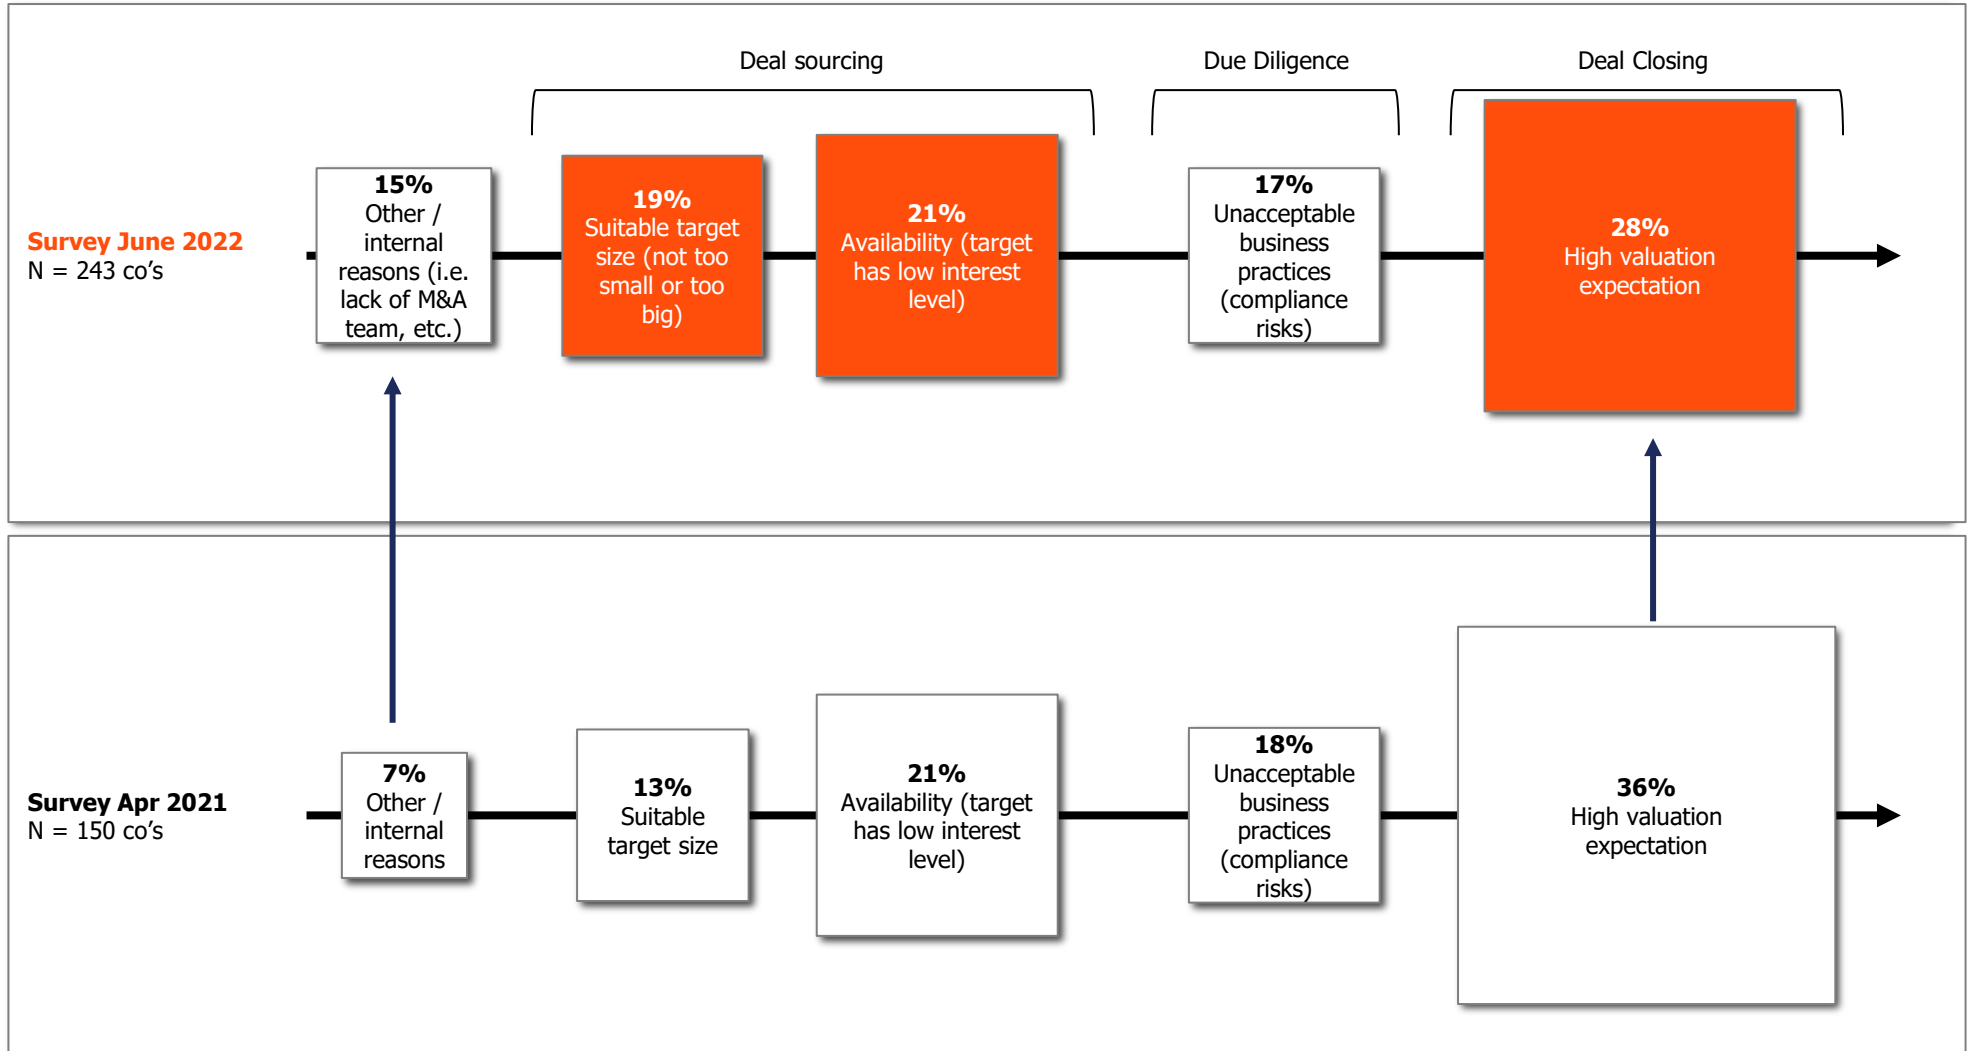 Deal sourcing
Due Diligence
Deal Closing
Survey June 2022
N = 243 co’s
15%
Other /
internal
reasons (i.e.
lack of M&A
team, etc.)
19%
Suitable target
size (not too
small or too
big)
21%
Availability (target
has low interest
level)
17%
Unacceptable
business
practices
(compliance
risks)
28%
High valuation
expectation
Survey Apr 2021
N = 150 co’s
7%
Other /
internal
reasons
13%
Suitable
target size
21%
Availability (target
has low interest
level)
18%
Unacceptable
business
practices
(compliance
risks)
36%
High valuation
expectation